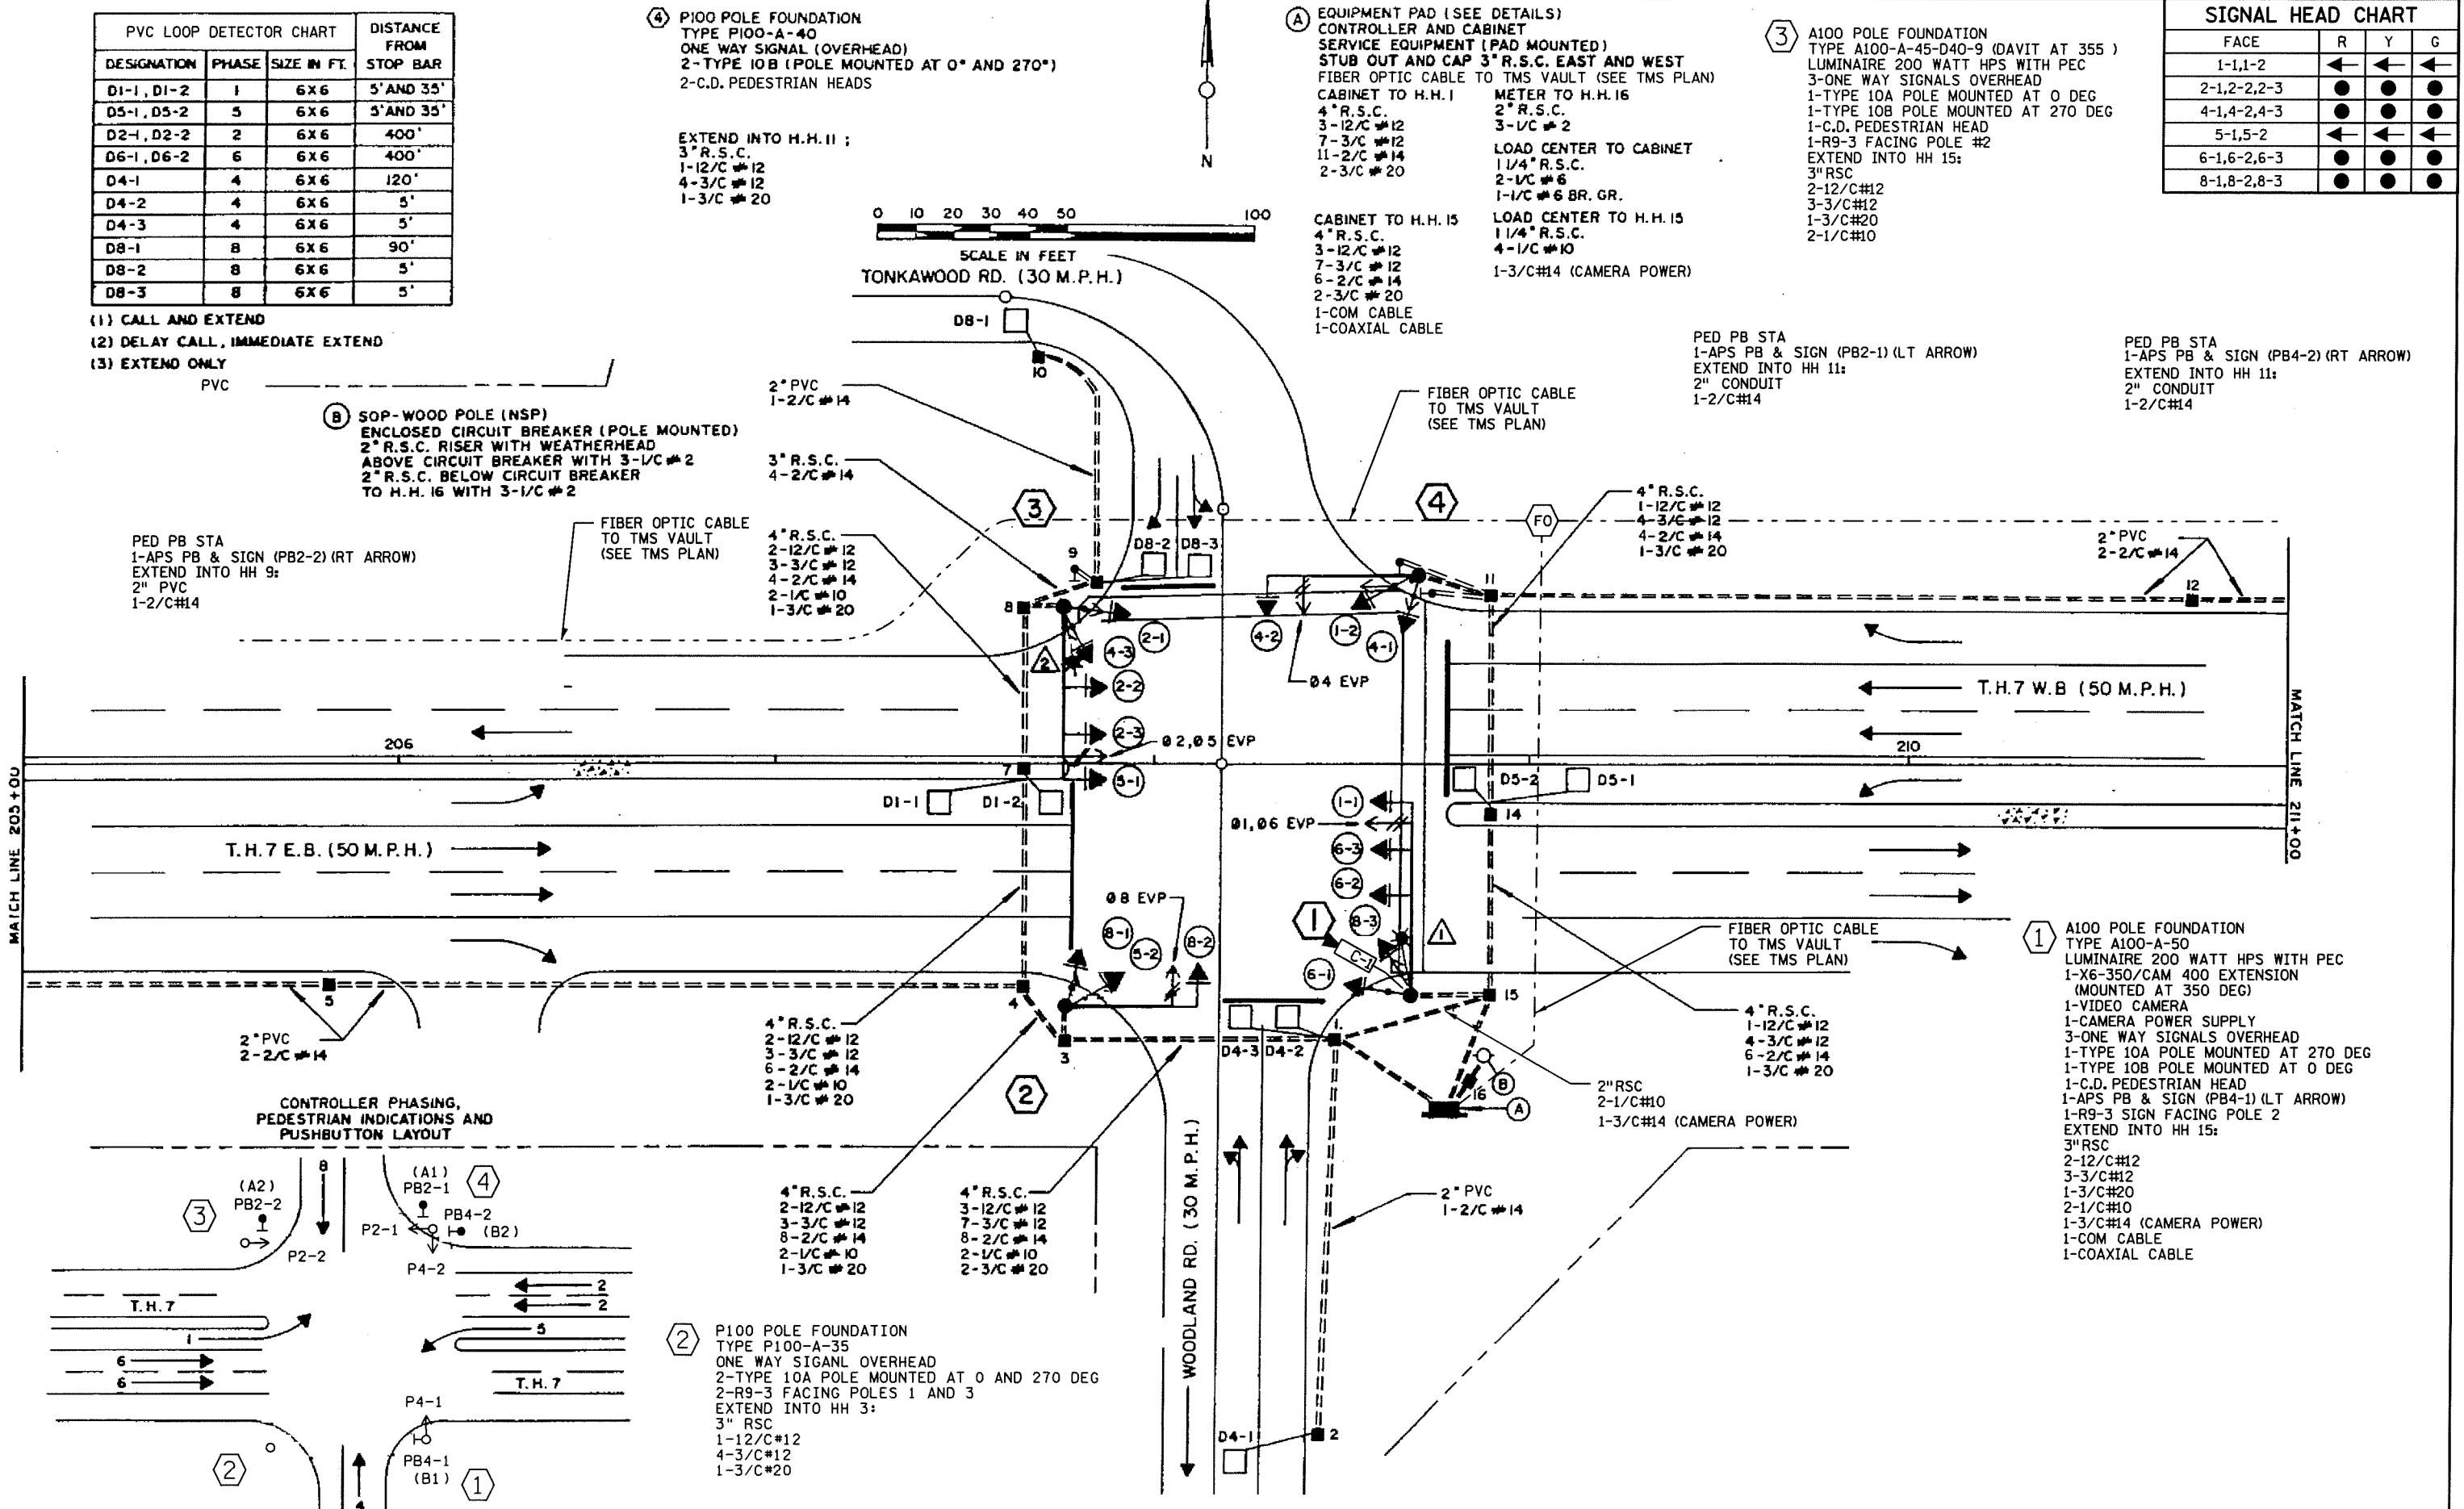 PVC LOOP DETECTOR CHART
DISTANCE FROM STOP BAR
DESIGNATION PHASE SIZE IN FT.
D1-1, D1-2 1 6X6 5'AND 35'
D5-1, D5-2 5 6X6 5'AND 35'
D2-1, D2-2 2 6X6 400'
D6-1, D6-2 6 6X6 400'
D4-1 4 6X6 120'
D4-2 4 6X6 5'
D4-3 4 6X6 5'
D8-1 8 6X6 90'
D8-2 8 6X6 5'
D8-3 8 6X6 5'
(1) CALL AND EXTEND
(2) DELAY CALL, IMMEDIATE EXTEND
(3) EXTEND ONLY
PVC
4 P100 POLE FOUNDATION
TYPE P100-A-40
ONE WAY SIGNAL (OVERHEAD)
2-TYPE 10B (POLE MOUNTED AT 0° AND 270°)
2-C.D. PEDESTRIAN HEADS
EXTEND INTO H.H. 11 ;
3" R.S.C.
1-12/C #12
4-3/C #12
1-3/C #20
N
0 10 20 30 40 50 100
SCALE IN FEET
A EQUIPMENT PAD (SEE DETAILS)
CONTROLLER AND CABINET
SERVICE EQUIPMENT (PAD MOUNTED)
STUB OUT AND CAP 3" R.S.C. EAST AND WEST
FIBER OPTIC CABLE TO TMS VAULT (SEE TMS PLAN)
CABINET TO H.H. 1
4" R.S.C.
3-12/C #12
7-3/C #12
11-2/C #14
2-3/C #20
METER TO H.H. 16
2" R.S.C.
3-1/C #2
LOAD CENTER TO CABINET
1 1/4" R.S.C.
2-1/C #6
1-1/C #6 BR. GR.
CABINET TO H.H. 15
4" R.S.C.
3-12/C #12
7-3/C #12
6-2/C #14
2-3/C #20
1-COM CABLE
1-COAXIAL CABLE
LOAD CENTER TO H.H. 15
1 1/4" R.S.C.
4-1/C #10
1-3/C#14 (CAMERA POWER)
3 A100 POLE FOUNDATION
TYPE A100-A-45-D40-9 (DAVIT AT 355 )
LUMINAIRE 200 WATT HPS WITH PEC
3-ONE WAY SIGNALS OVERHEAD
1-TYPE 10A POLE MOUNTED AT 0 DEG
1-TYPE 10B POLE MOUNTED AT 270 DEG
1-C.D. PEDESTRIAN HEAD
1-R9-3 FACING POLE #2
EXTEND INTO HH 15:
3"RSC
2-12/C#12
3-3/C#12
1-3/C#20
2-1/C#10
SIGNAL HEAD CHART
FACE R Y G
1-1,1-2
2-1,2-2,2-3
4-1,4-2,4-3
5-1,5-2
6-1,6-2,6-3
8-1,8-2,8-3
B SOP-WOOD POLE (NSP)
ENCLOSED CIRCUIT BREAKER (POLE MOUNTED)
2" R.S.C. RISER WITH WEATHERHEAD
ABOVE CIRCUIT BREAKER WITH 3-1/C #2
2" R.S.C. BELOW CIRCUIT BREAKER
TO H.H. 16 WITH 3-1/C #2
PED PB STA
1-APS PB & SIGN (PB2-1) (LT ARROW)
EXTEND INTO HH 11:
2" CONDUIT
1-2/C#14
PED PB STA
1-APS PB & SIGN (PB4-2) (RT ARROW)
EXTEND INTO HH 11:
2" CONDUIT
1-2/C#14
PED PB STA
1-APS PB & SIGN (PB2-2) (RT ARROW)
EXTEND INTO HH 9:
2" PVC
1-2/C#14
TONKAWOOD RD. (30 M.P.H.)
D8-1
10
2" PVC
1-2/C #14
3" R.S.C.
4-2/C #14
FIBER OPTIC CABLE
TO TMS VAULT
(SEE TMS PLAN)
4" R.S.C.
2-12/C #12
3-3/C #12
4-2/C #14
2-1/C #10
1-3/C #20
FIBER OPTIC CABLE
TO TMS VAULT
(SEE TMS PLAN)
3
4
FO
4" R.S.C.
1-12/C #12
4-3/C #12
4-2/C #14
1-3/C #20
2" PVC
2-2/C #14
12
9
D8-2 D8-3
8
2-1
4-3
2
4-2
1-2
4-1
2-2
Ø4 EVP
T.H.7 W.B (50 M.P.H.)
2-3
Ø2,Ø5 EVP
206
210
7
5-1
D1-1
D1-2
D5-2
D5-1
14
1-1
Ø1,Ø6 EVP
6-3
6-2
MATCH LINE 205+00
MATCH LINE 211+00
T.H.7 E.B. (50 M.P.H.)
Ø8 EVP
8-1
5-2
8-2
1
8-3
1
C-1
6-1
5
4
3
15
2" PVC
2-2/C #14
4" R.S.C.
2-12/C #12
3-3/C #12
6-2/C #14
2-1/C #10
1-3/C #20
2
D4-3 D4-2
1
16
B
A
FIBER OPTIC CABLE
TO TMS VAULT
(SEE TMS PLAN)
4" R.S.C.
1-12/C #12
4-3/C #12
6-2/C #14
1-3/C #20
2"RSC
2-1/C#10
1-3/C#14 (CAMERA POWER)
1 A100 POLE FOUNDATION
TYPE A100-A-50
LUMINAIRE 200 WATT HPS WITH PEC
1-X6-350/CAM 400 EXTENSION
(MOUNTED AT 350 DEG)
1-VIDEO CAMERA
1-CAMERA POWER SUPPLY
3-ONE WAY SIGNALS OVERHEAD
1-TYPE 10A POLE MOUNTED AT 270 DEG
1-TYPE 10B POLE MOUNTED AT 0 DEG
1-C.D. PEDESTRIAN HEAD
1-APS PB & SIGN (PB4-1) (LT ARROW)
1-R9-3 SIGN FACING POLE 2
EXTEND INTO HH 15:
3"RSC
2-12/C#12
3-3/C#12
1-3/C#20
2-1/C#10
1-3/C#14 (CAMERA POWER)
1-COM CABLE
1-COAXIAL CABLE
CONTROLLER PHASING,
PEDESTRIAN INDICATIONS AND
PUSHBUTTON LAYOUT
8
(A1)
PB2-1
4
(A2)
PB2-2
3
P2-1
PB4-2
(B2)
P2-2
P4-2
T.H.7
2
2
1
5
6
6
T.H.7
P4-1
PB4-1
(B1)
2
1
4
4" R.S.C.
2-12/C #12
3-3/C #12
8-2/C #14
2-1/C #10
1-3/C #20
4" R.S.C.
3-12/C #12
7-3/C #12
8-2/C #14
2-1/C #10
2-3/C #20
WOODLAND RD. (30 M.P.H.)
2" PVC
1-2/C #14
D4-1
2
2 P100 POLE FOUNDATION
TYPE P100-A-35
ONE WAY SIGANL OVERHEAD
2-TYPE 10A POLE MOUNTED AT 0 AND 270 DEG
2-R9-3 FACING POLES 1 AND 3
EXTEND INTO HH 3:
3" RSC
1-12/C#12
4-3/C#12
1-3/C#20